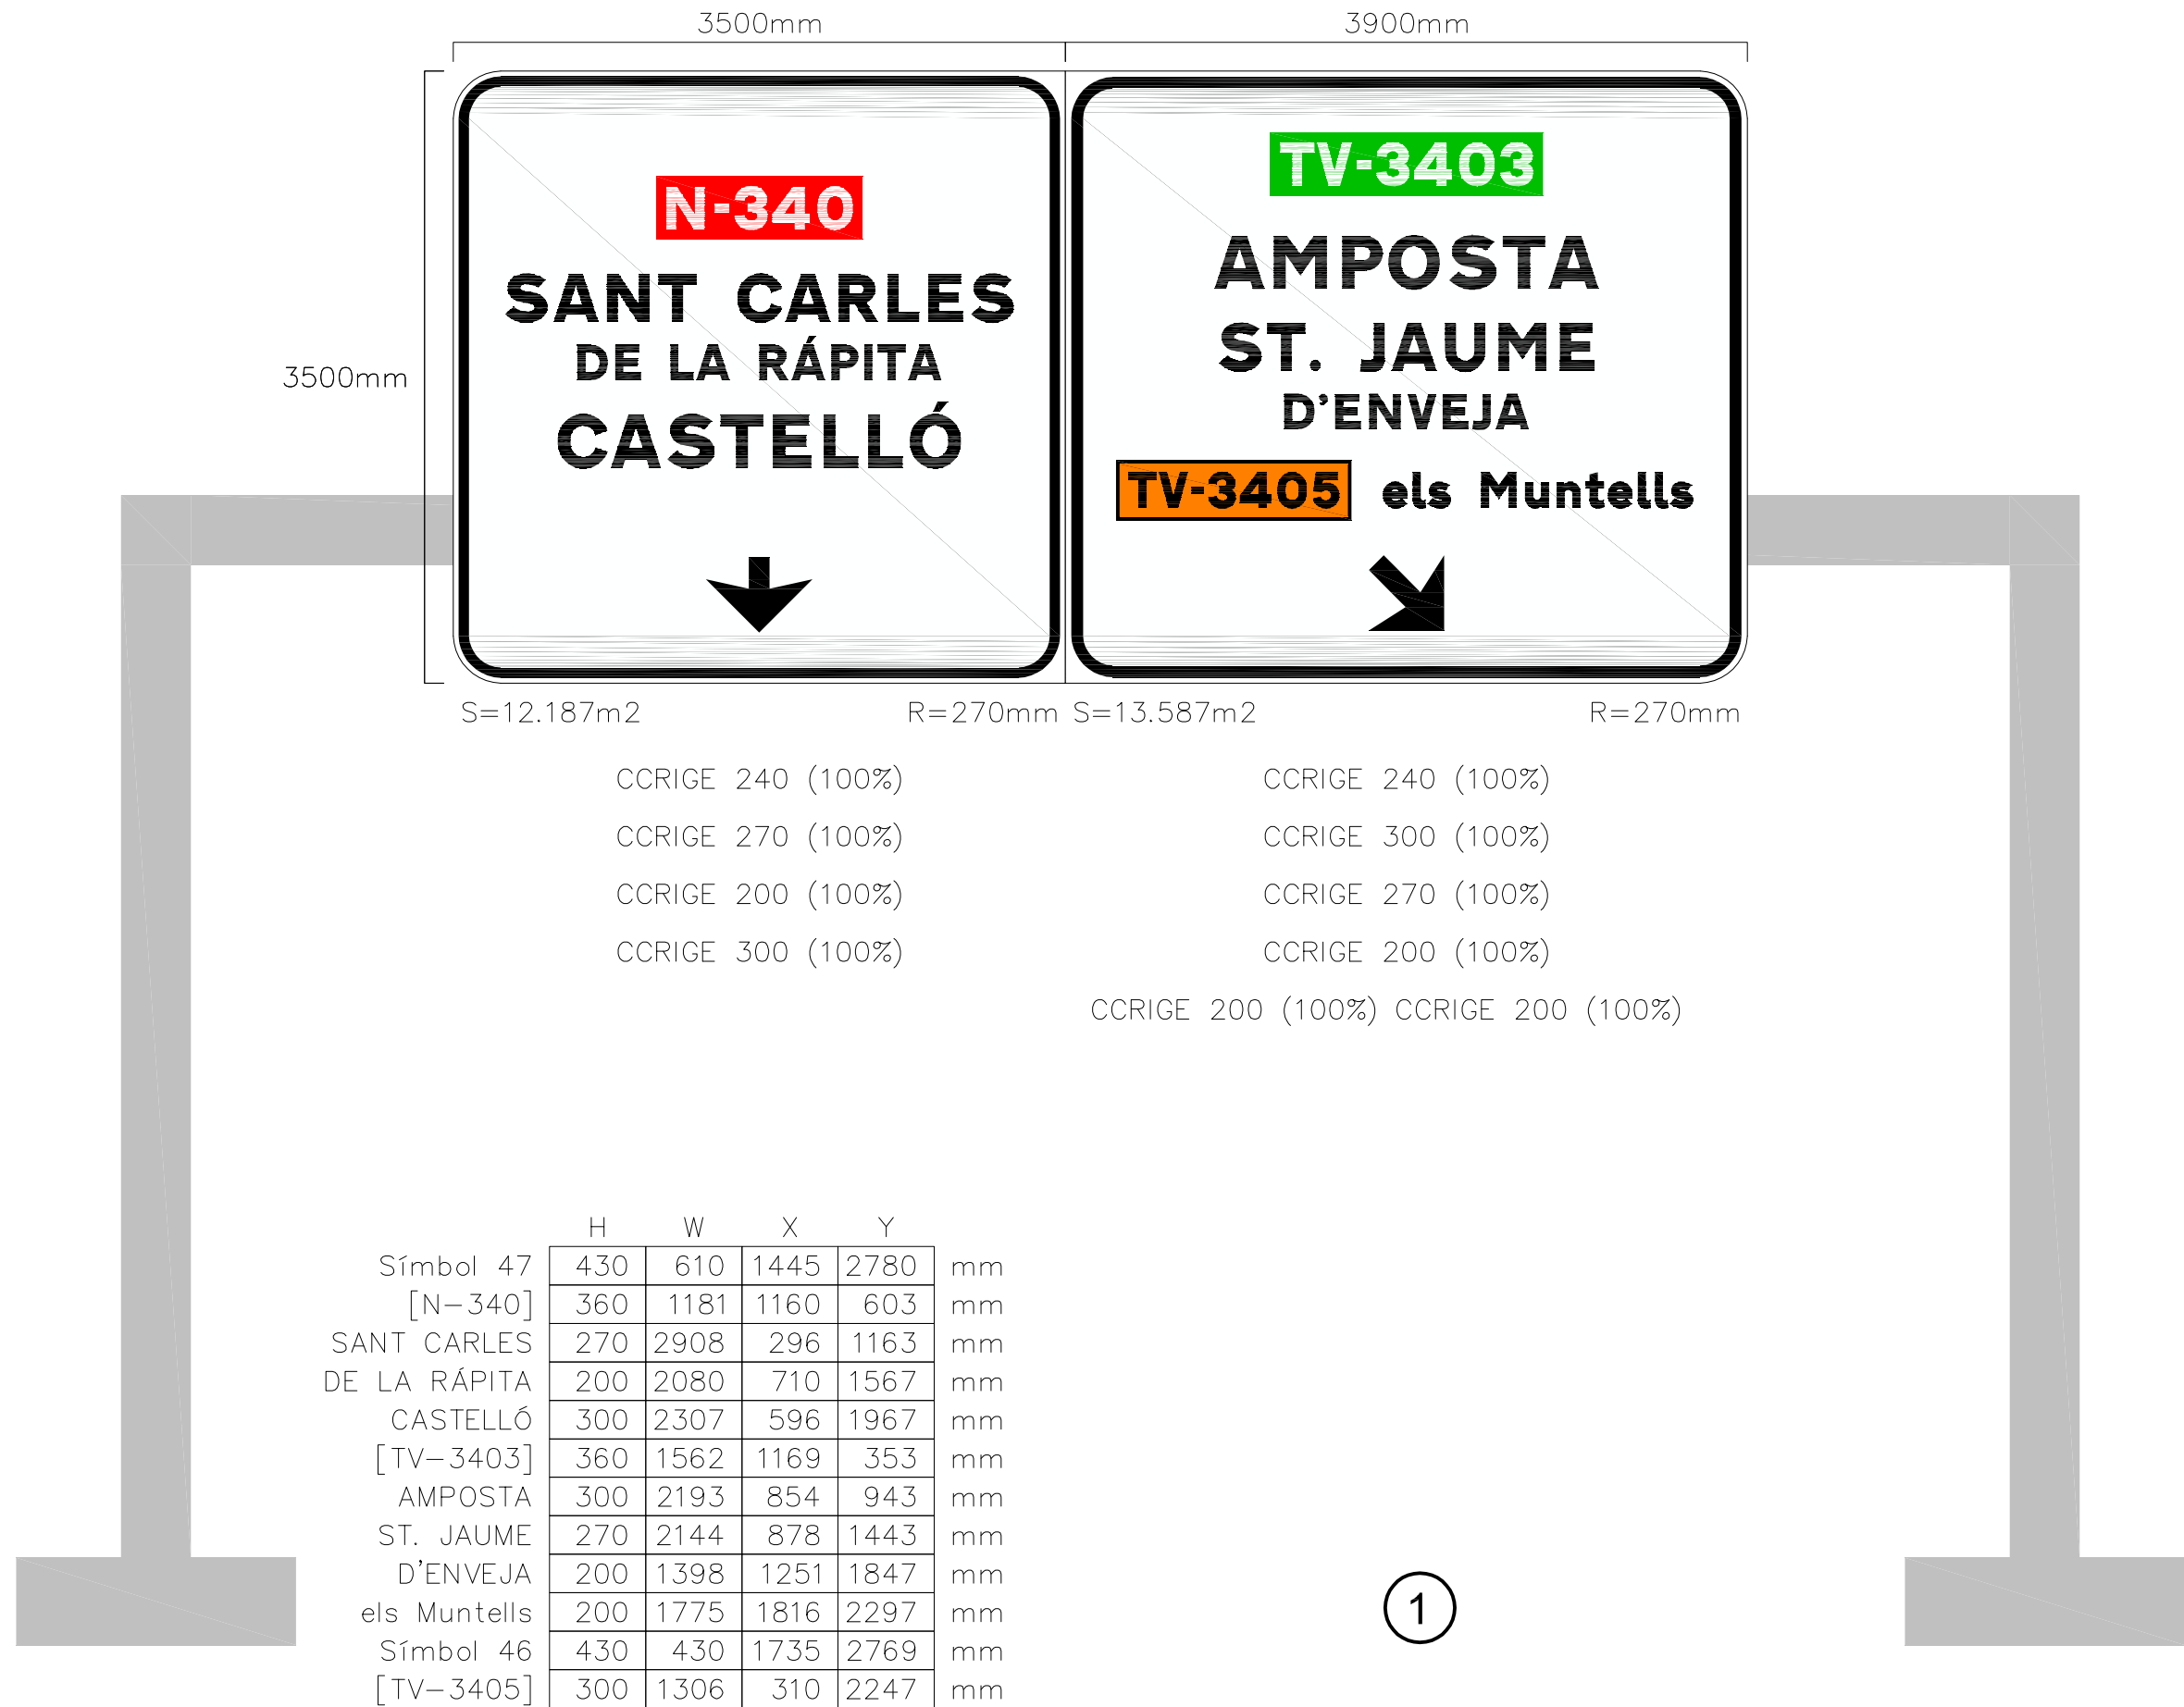 3500mm 3900mm
3500mm
N-340
SANT CARLES
DE LA RÁPITA
CASTELLÓ
TV-3403
AMPOSTA
ST. JAUME
D'ENVEJA
TV-3405 els Muntells
S=12.187m2 R=270mm S=13.587m2 R=270mm
CCRIGE 240 (100%)
CCRIGE 270 (100%)
CCRIGE 200 (100%)
CCRIGE 300 (100%)
CCRIGE 240 (100%)
CCRIGE 300 (100%)
CCRIGE 270 (100%)
CCRIGE 200 (100%)
CCRIGE 200 (100%) CCRIGE 200 (100%)
H W X Y
Símbol 47 430 610 1445 2780 mm
[N-340] 360 1181 1160 603 mm
SANT CARLES 270 2908 296 1163 mm
DE LA RÁPITA 200 2080 710 1567 mm
CASTELLÓ 300 2307 596 1967 mm
[TV-3403] 360 1562 1169 353 mm
AMPOSTA 300 2193 854 943 mm
ST. JAUME 270 2144 878 1443 mm
D'ENVEJA 200 1398 1251 1847 mm
els Muntells 200 1775 1816 2297 mm
Símbol 46 430 430 1735 2769 mm
[TV-3405] 300 1306 310 2247 mm
1